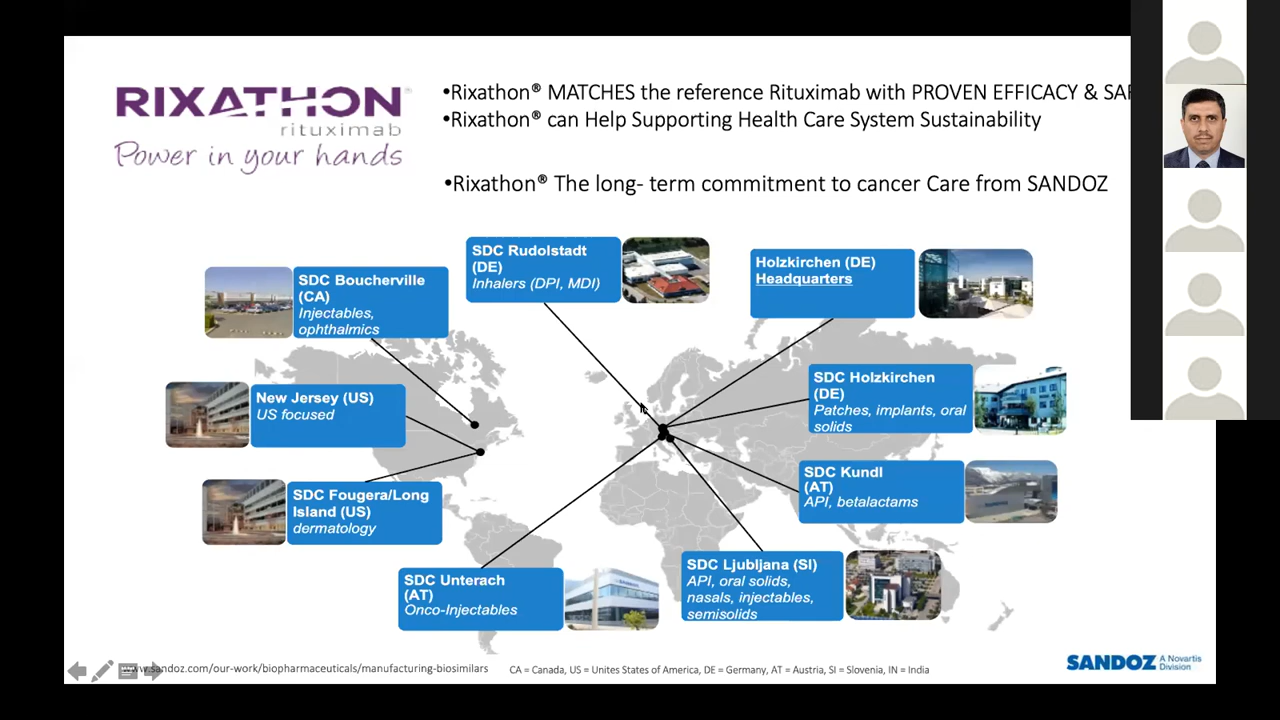 RIXATHON®
rituximab
Power in your hands
•Rixathon® MATCHES the reference Rituximab with PROVEN EFFICACY &
•Rixathon® can Help Supporting Health Care System Sustainability
•Rixathon® The long- term commitment to cancer Care from SANDOZ
SDC Boucherville
(CA)
Injectables,
ophthalmics
SDC Rudolstadt
(DE)
Inhalers (DPI, MDI)
Holzkirchen (DE)
Headquarters
New Jersey (US)
US focused
SDC Holzkirchen
(DE)
Patches, implants, oral
solids
SDC Fougera/Long
Island (US)
dermatology
SDC Kundl
(AT)
API, betalactams
SDC Unterach
(AT)
Onco-Injectables
SDC Ljubljana (SI)
API, oral solids,
nasals, injectables,
semisolids
www.sandoz.com/our-work/biopharmaceuticals/manufacturing-biosimilars
CA = Canada, US = Unites States of America, DE = Germany, AT = Austria, SI = Slovenia, IN = India
SANDOZ A Novartis
Division